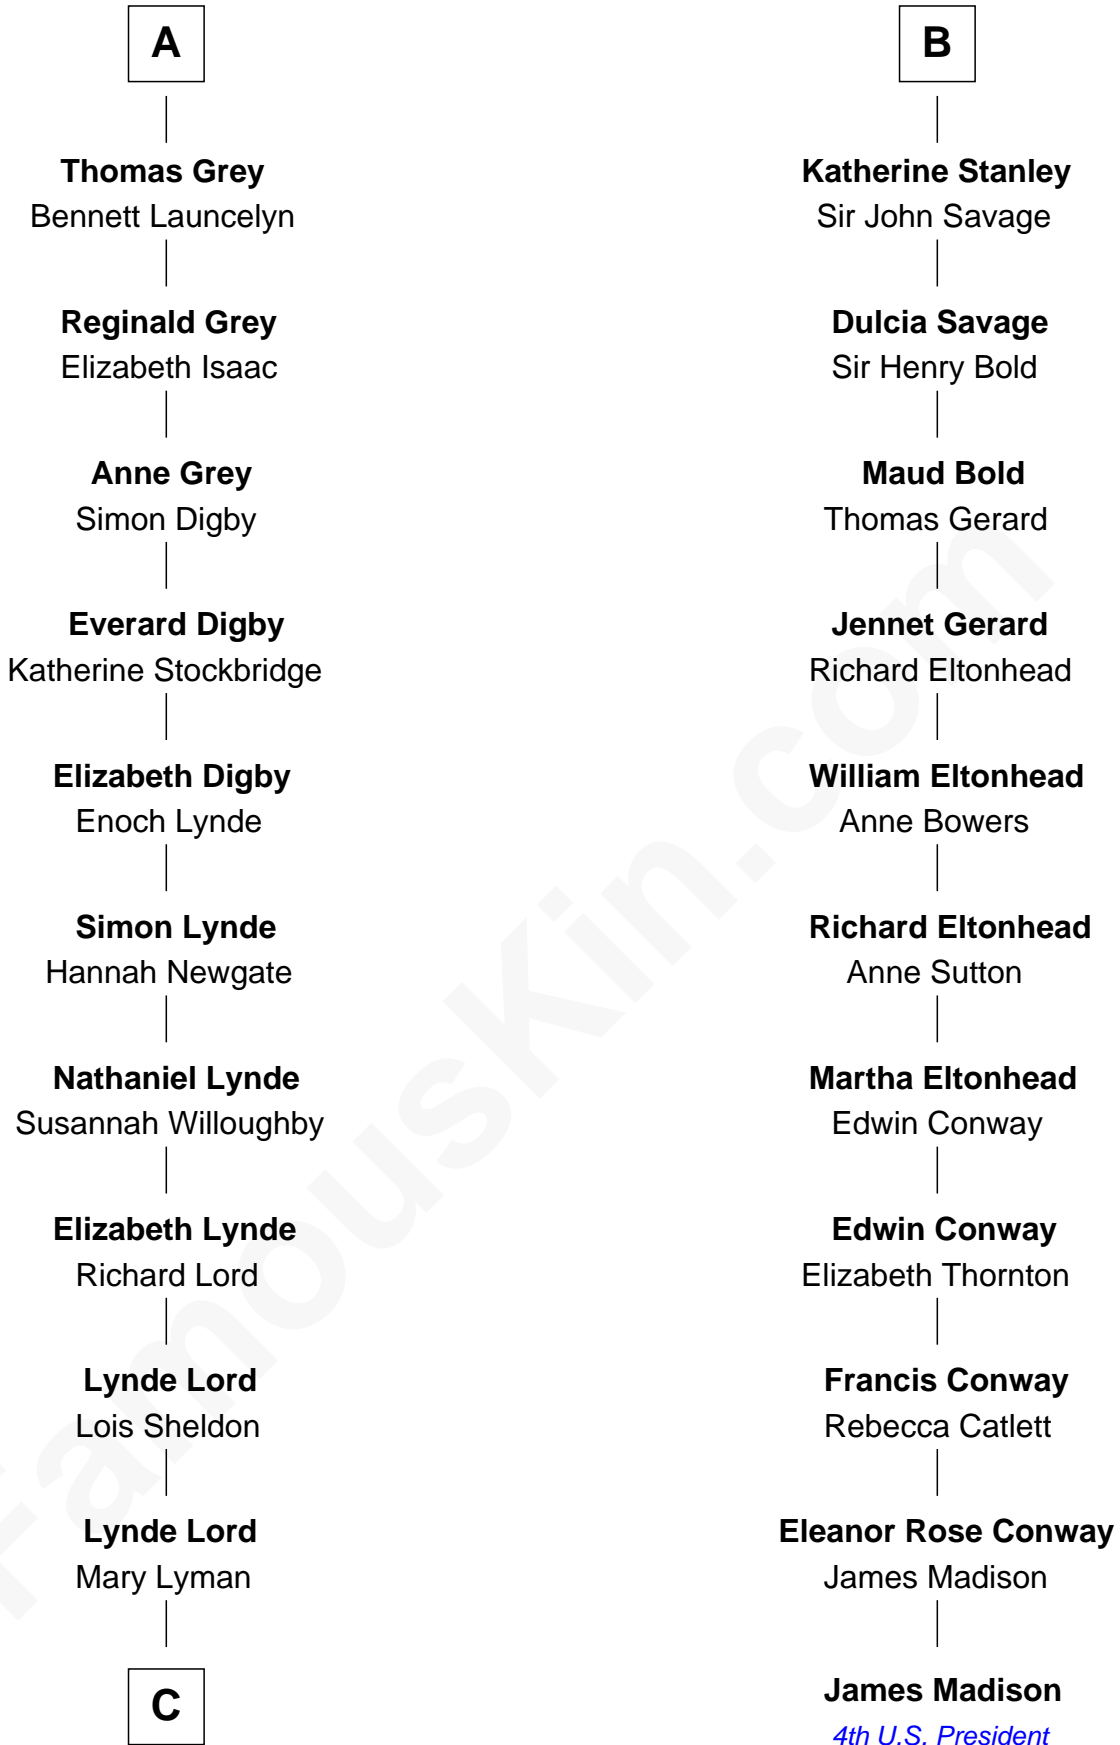 A
Thomas Grey
Bennett Launcelyn
Reginald Grey
Elizabeth Isaac
Anne Grey
Simon Digby
Everard Digby
Katherine Stockbridge
Elizabeth Digby
Enoch Lynde
Simon Lynde
Hannah Newgate
Nathaniel Lynde
Susannah Willoughby
Elizabeth Lynde
Richard Lord
Lynde Lord
Lois Sheldon
Lynde Lord
Mary Lyman
C
B
Katherine Stanley
Sir John Savage
Dulcia Savage
Sir Henry Bold
Maud Bold
Thomas Gerard
Jennet Gerard
Richard Eltonhead
William Eltonhead
Anne Bowers
Richard Eltonhead
Anne Sutton
Martha Eltonhead
Edwin Conway
Edwin Conway
Elizabeth Thornton
Francis Conway
Rebecca Catlett
Eleanor Rose Conway
James Madison
James Madison
4th U.S. President
FamousKin.com